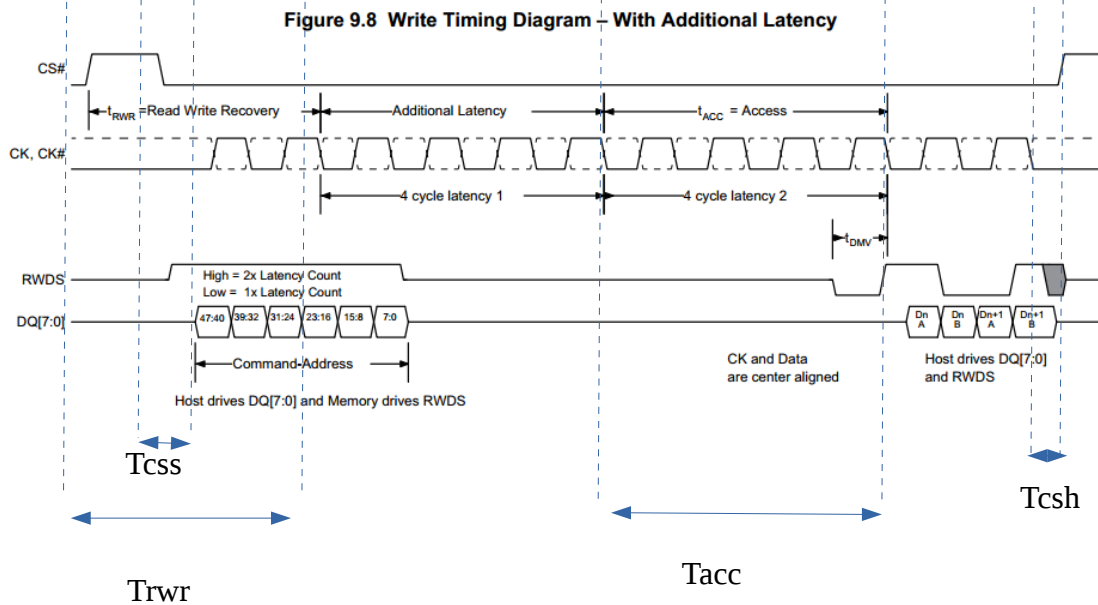 Figure 9.8 Write Timing Diagram – With Additional Latency
CS#
tRWR =Read Write Recovery
Additional Latency
tACC = Access
CK, CK#
4 cycle latency 1
4 cycle latency 2
tDMV
RWDS
High = 2x Latency Count
Low = 1x Latency Count
DQ[7:0]
47:40 39:32 31:24 23:16 15:8 7:0
Dn A
Dn B
Dn+1 A
Dn+1 B
Command-Address
CK and Data
are center aligned
Host drives DQ[7:0]
and RWDS
Host drives DQ[7:0] and Memory drives RWDS
Tcss
Tcsh
Tacc
Trwr